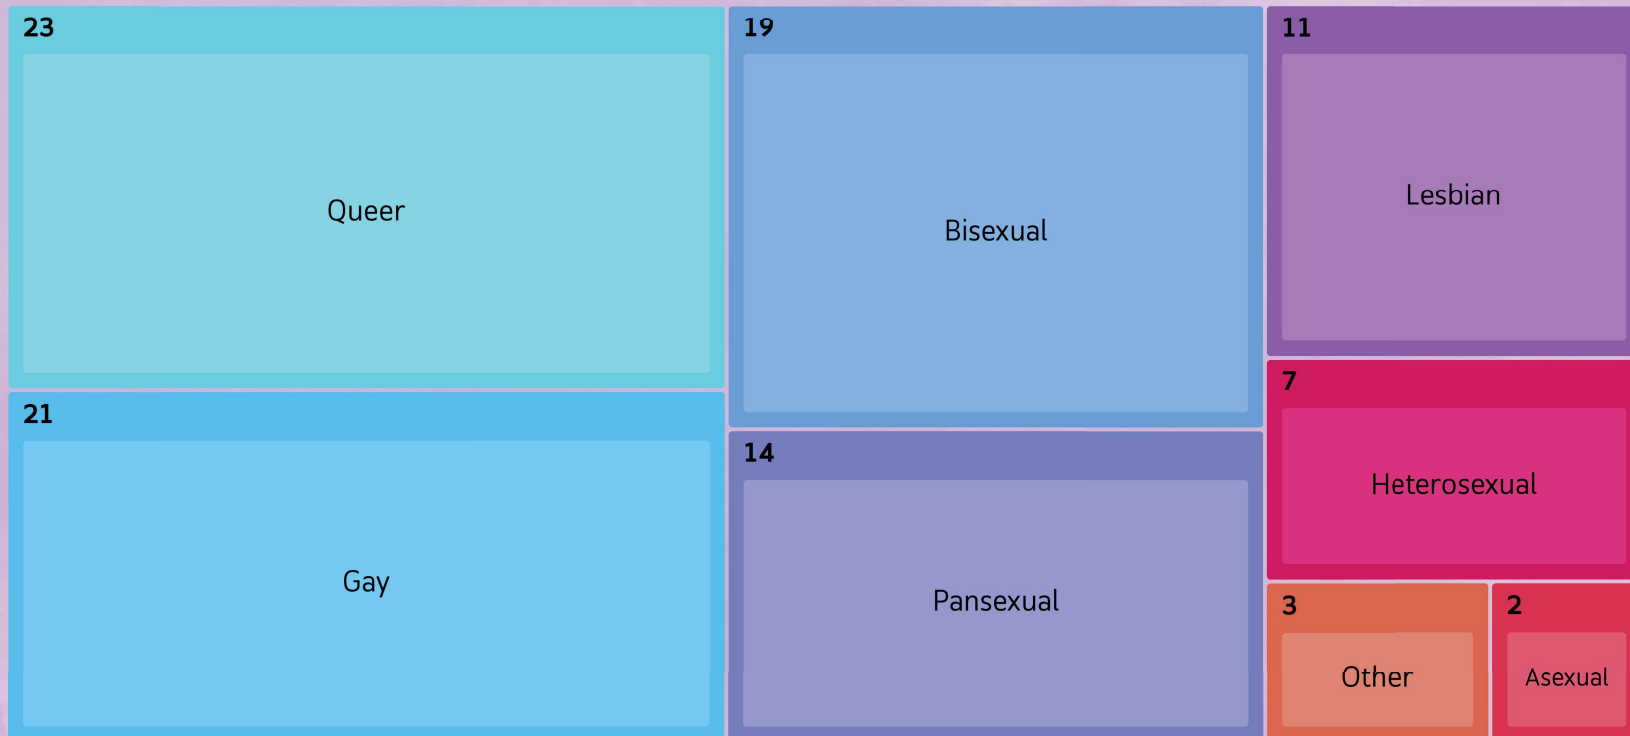 23
Queer
21
Gay
19
Bisexual
14
Pansexual
11
Lesbian
7
Heterosexual
3
Other
2
Asexual